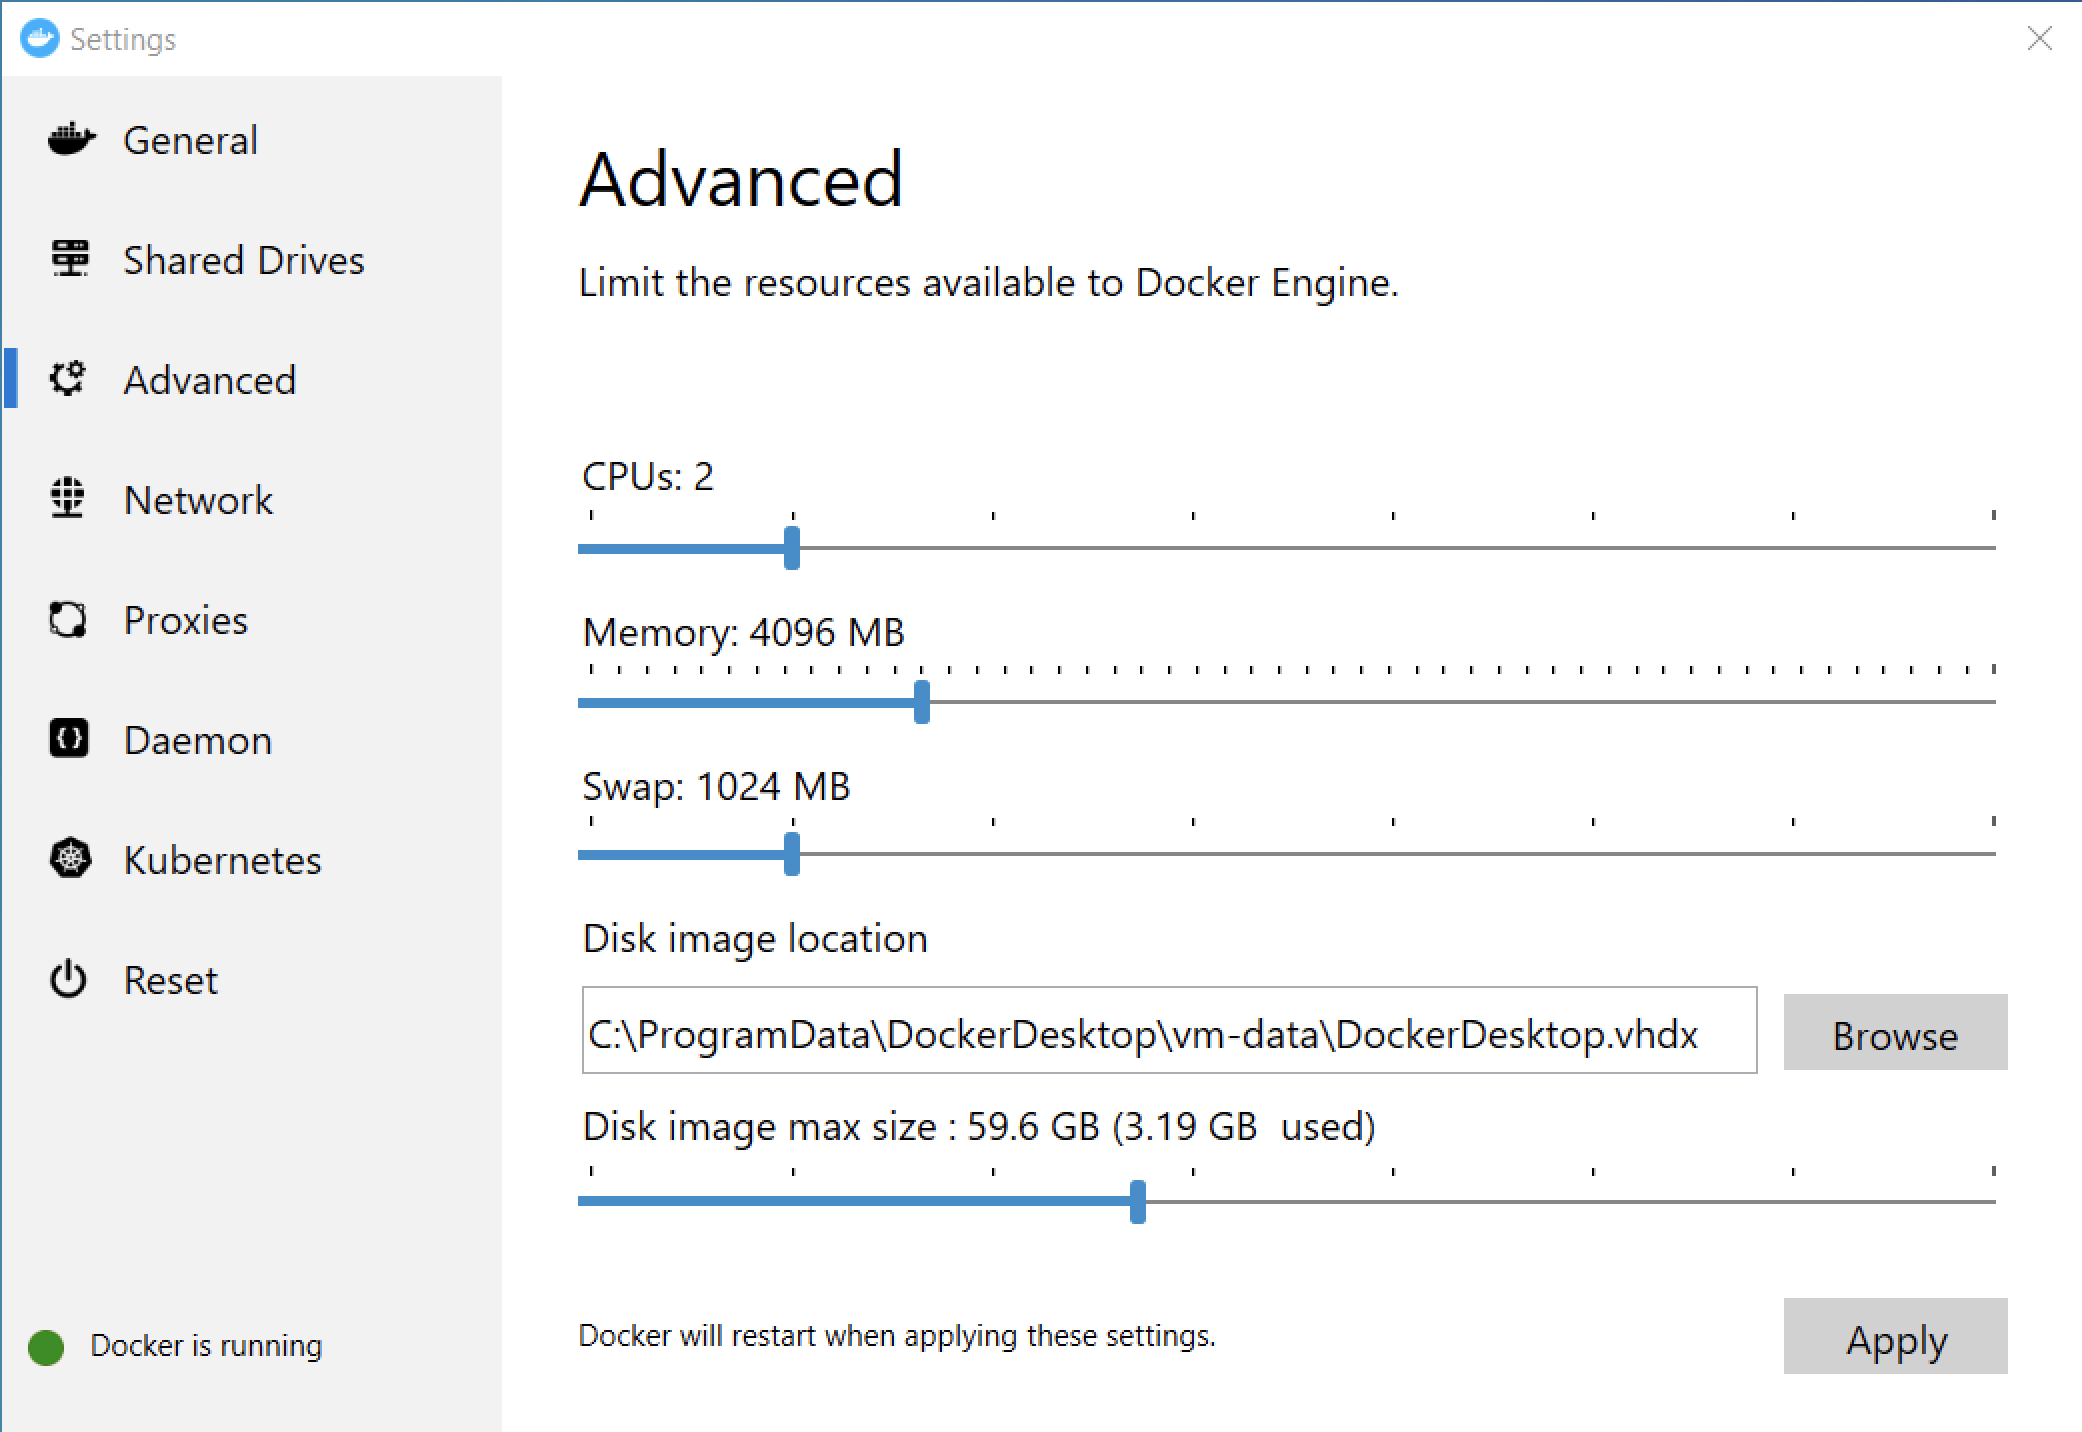 Settings
General
Shared Drives
Advanced
Network
Proxies
Daemon
Kubernetes
Reset
Docker is running
Advanced
Limit the resources available to Docker Engine.
CPUs: 2
Memory: 4096 MB
Swap: 1024 MB
Disk image location
C:\ProgramData\DockerDesktop\vm-data\DockerDesktop.vhdx
Browse
Disk image max size : 59.6 GB (3.19 GB  used)
Docker will restart when applying these settings.
Apply